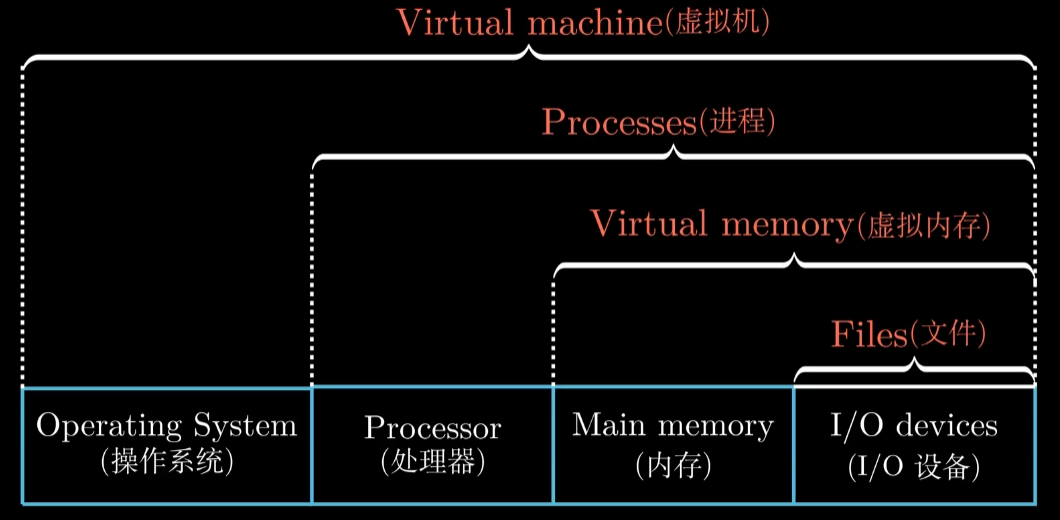 Virtual machine(虚拟机)
Processes(进程)
Virtual memory(虚拟内存)
Files(文件)
Operating System
(操作系统)
Processor
(处理器)
Main memory
(内存)
I/O devices
(I/O 设备)